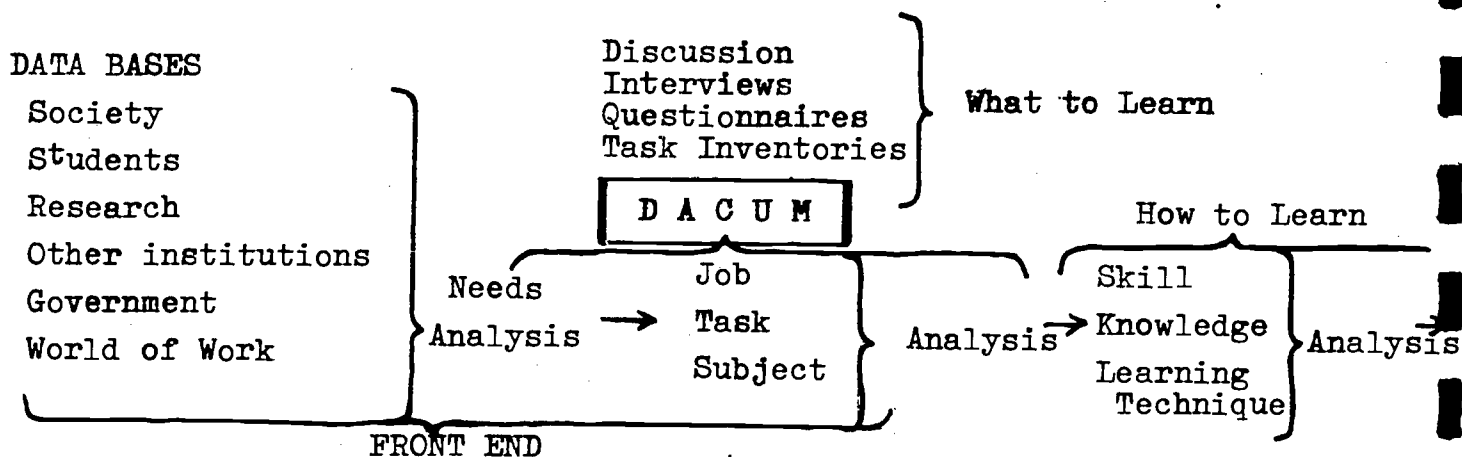 DATA BASES
Society
Students
Research
Other institutions
Government
World of Work
FRONT END
Needs
Analysis
Discussion
Interviews
Questionnaires
Task Inventories
What to Learn
D A C U M
Job
Task
Subject
Analysis
How to Learn
Skill
Knowledge
Learning
Technique
Analysis